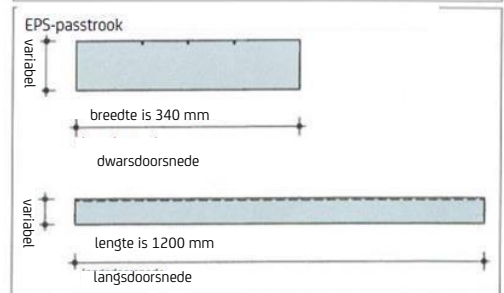 EPS-passtrook
variabel
breedte is 340 mm
dwarsdoorsnede
variabel
lengte is 1200 mm
langsdoorsnede